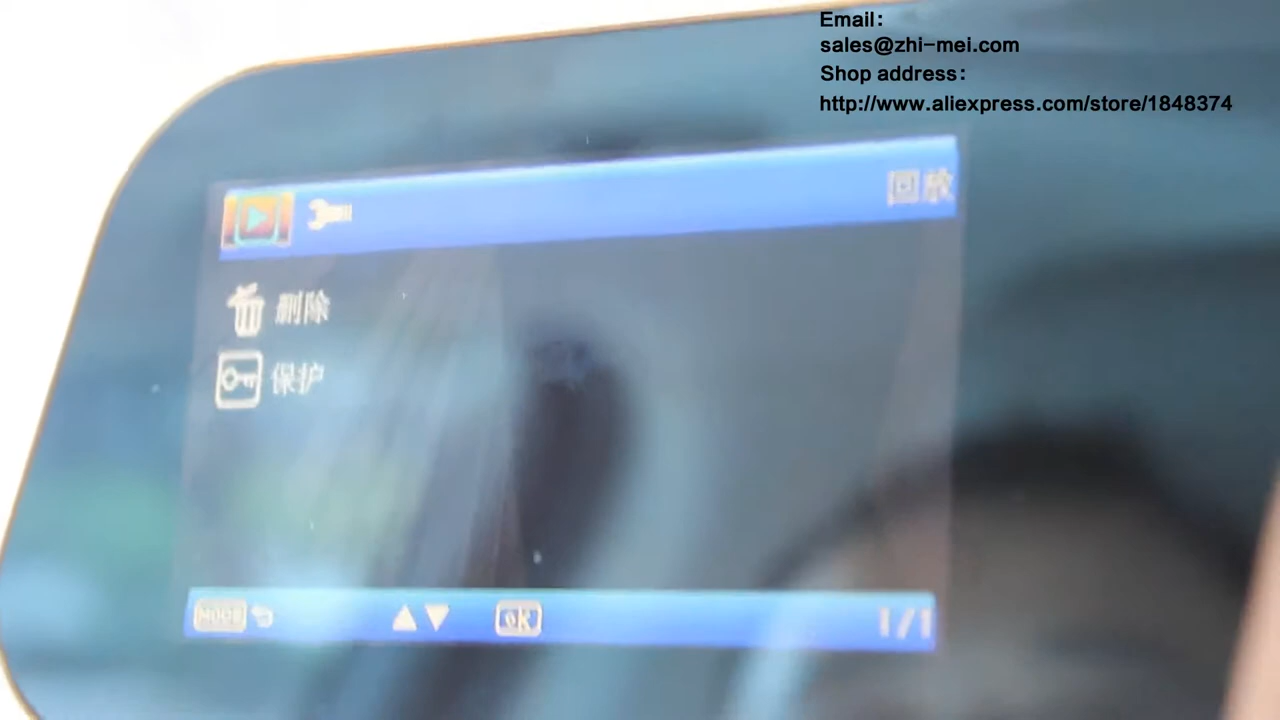 Email:
sales@zhi-mei.com
Shop address:
http://www.aliexpress.com/store/1848374
回放
删除
保护
MODE
ok
1/1